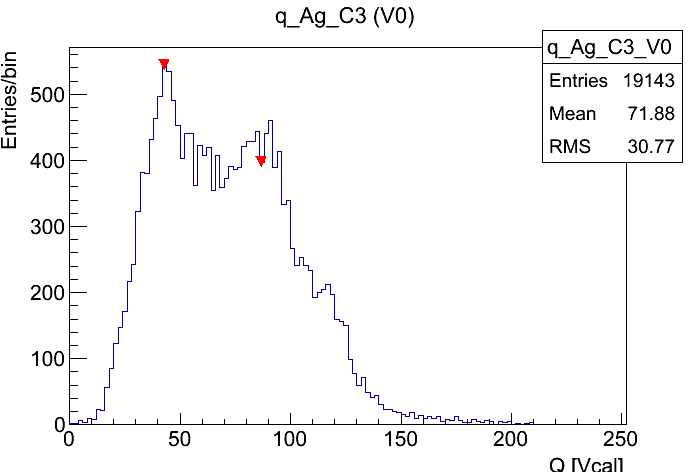 q_Ag_C3 (V0)
q_Ag_C3_V0
Entries 19143
Mean 71.88
RMS 30.77
Entries/bin
500
400
300
200
100
0
0 50 100 150 200 250
Q [Vcal]